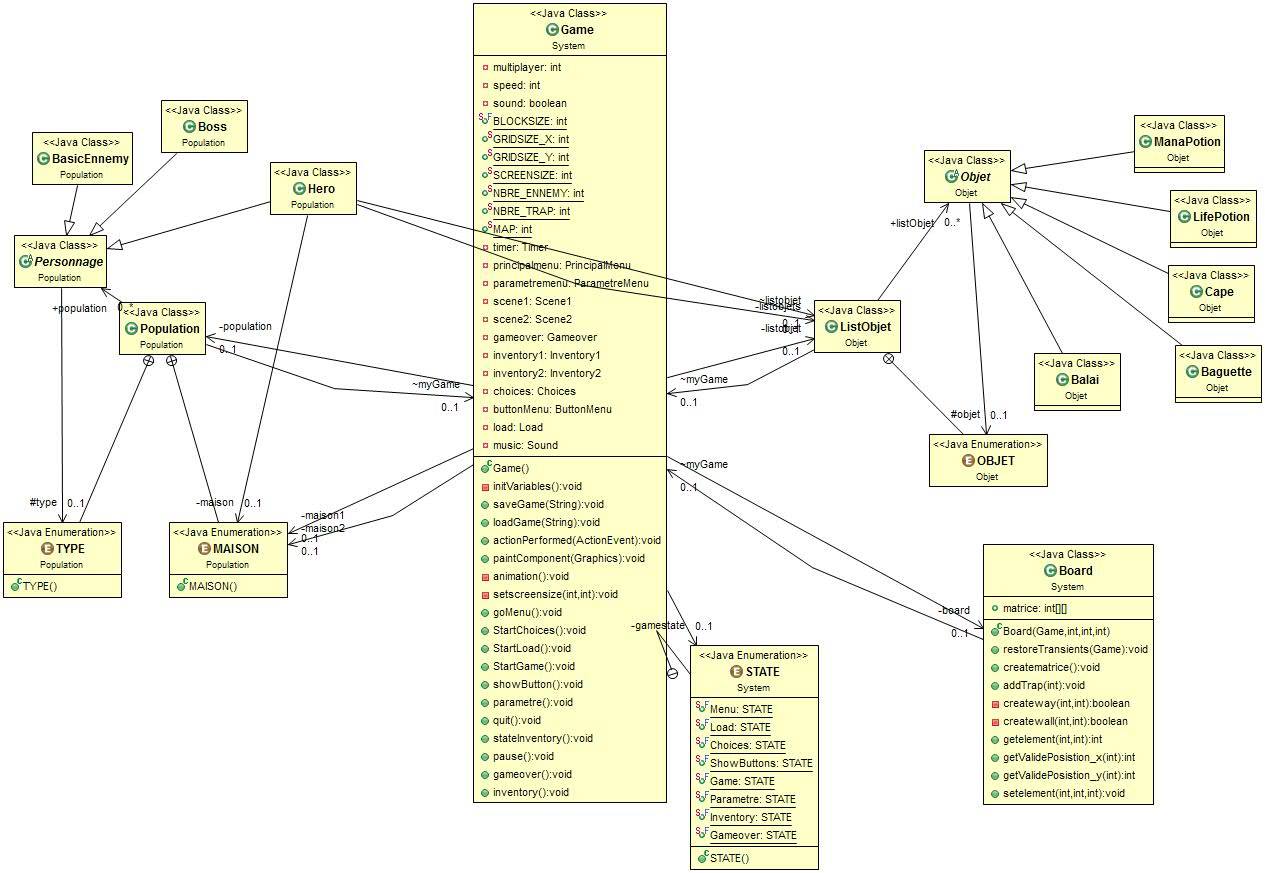 <<Java Class>>
Game
System
multiplayer: int
speed: int
sound: boolean
BLOCKSIZE: int
GRIDSIZE_X: int
GRIDSIZE_Y: int
SCREENSIZE: int
NBRE_ENNEMY: int
NBRE_TRAP: int
MAP: int
timer: Timer
principalmenu: PrincipalMenu
parametremenu: ParametreMenu
scene1: Scene1
scene2: Scene2
gameover: Gameover
inventory1: Inventory1
inventory2: Inventory2
choices: Choices
buttonMenu: ButtonMenu
load: Load
music: Sound
Game()
initVariables():void
saveGame(String):void
loadGame(String):void
actionPerformed(ActionEvent):void
paintComponent(Graphics):void
animation():void
setscreensize(int,int):void
goMenu():void
StartChoices():void
StartLoad():void
StartGame():void
showButton():void
parametre():void
quit():void
stateInventory():void
pause():void
gameover():void
inventory():void
<<Java Class>>
Boss
Population
<<Java Class>>
BasicEnnemy
Population
<<Java Class>>
Hero
Population
<<Java Class>>
Personnage
Population
+population
0..*
<<Java Class>>
Population
Population
-population
0..1
~myGame
0..1
#type
0..1
-maison
0..1
-maison1
-maison2
0..1
0..1
<<Java Enumeration>>
TYPE
Population
TYPE()
<<Java Enumeration>>
MAISON
Population
MAISON()
~listobjet
-listobjets
0..1
-listobjet
0..1
~myGame
0..1
<<Java Class>>
ListObjet
Objet
+listObjet
0..*
<<Java Class>>
Objet
Objet
<<Java Class>>
ManaPotion
Objet
<<Java Class>>
LifePotion
Objet
<<Java Class>>
Cape
Objet
<<Java Class>>
Baguette
Objet
<<Java Class>>
Balai
Objet
#objet
0..1
<<Java Enumeration>>
OBJET
Objet
~myGame
0..1
-board
0..1
<<Java Class>>
Board
System
matrice: int[][]
Board(Game,int,int,int)
restoreTransients(Game):void
creatematrice():void
addTrap(int):void
createway(int,int):boolean
createwall(int,int):boolean
getelement(int,int):int
getValidePosistion_x(int):int
getValidePosistion_y(int):int
setelement(int,int,int):void
-gamestate
0..1
<<Java Enumeration>>
STATE
System
Menu: STATE
Load: STATE
Choices: STATE
ShowButtons: STATE
Game: STATE
Parametre: STATE
Inventory: STATE
Gameover: STATE
STATE()